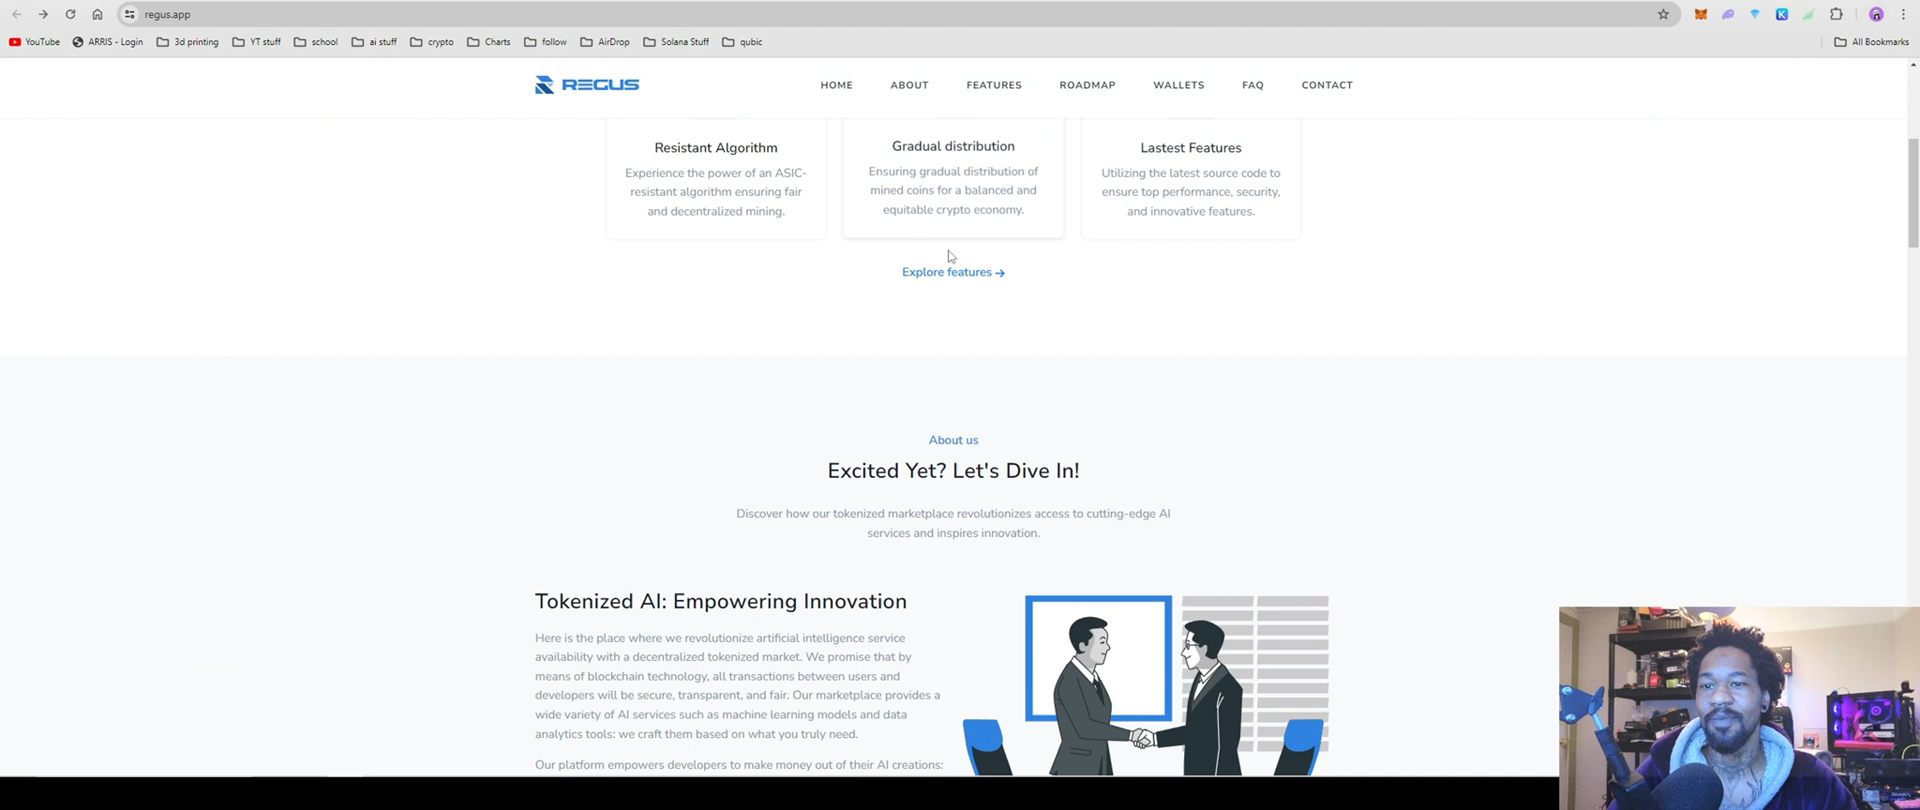 regus.app
YouTube ARRIS - Login 3d printing YT stuff school ai stuff crypto Charts follow AirDrop Solana Stuff qubic All Bookmarks
REGUS HOME ABOUT FEATURES ROADMAP WALLETS FAQ CONTACT
Resistant Algorithm
Experience the power of an ASIC-
resistant algorithm ensuring fair
and decentralized mining.
Gradual distribution
Ensuring gradual distribution of
mined coins for a balanced and
equitable crypto economy.
Lastest Features
Utilizing the latest source code to
ensure top performance, security,
and innovative features.
Explore features →
About us
Excited Yet? Let's Dive In!
Discover how our tokenized marketplace revolutionizes access to cutting-edge AI
services and inspires innovation.
Tokenized AI: Empowering Innovation
Here is the place where we revolutionize artificial intelligence service
availability with a decentralized tokenized market. We promise that by
means of blockchain technology, all transactions between users and
developers will be secure, transparent, and fair. Our marketplace provides a
wide variety of AI services such as machine learning models and data
analytics tools: we craft them based on what you truly need.
Our platform empowers developers to make money out of their AI creations: